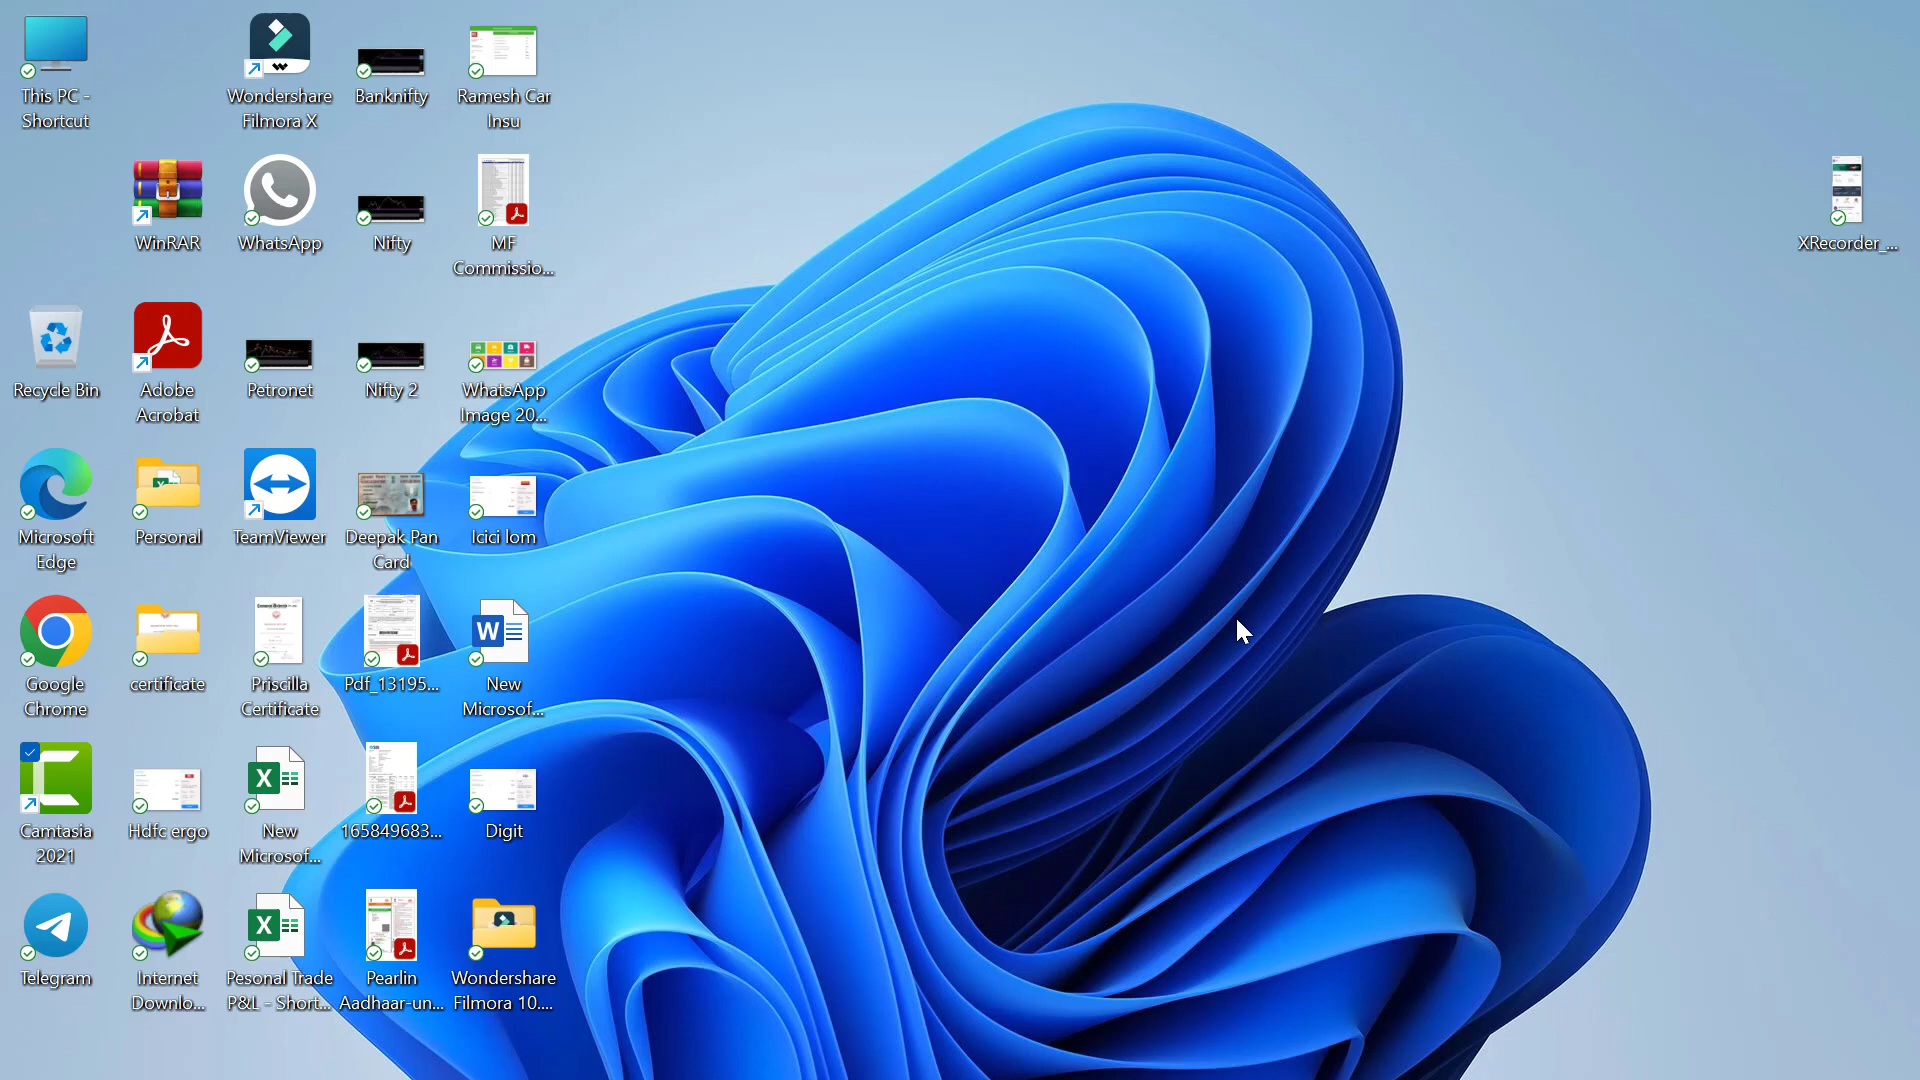 This PC -
Shortcut
Wondershare
Filmora X
Banknifty
Ramesh Car
Insu
WinRAR
WhatsApp
Nifty
MF
Commissio...
XRecorder_...
Recycle Bin
Adobe
Acrobat
Petronet
Nifty 2
WhatsApp
Image 20...
Microsoft
Edge
Personal
TeamViewer
Deepak Pan
Card
Icici lom
Google
Chrome
certificate
Priscilla
Certificate
Pdf_13195...
New
Microsof...
Camtasia
2021
Hdfc ergo
New
Microsof...
165849683...
Digit
Telegram
Internet
Downlo...
Pesonal Trade
P&L - Short...
Pearlin
Aadhaar-un...
Wondershare
Filmora 10....